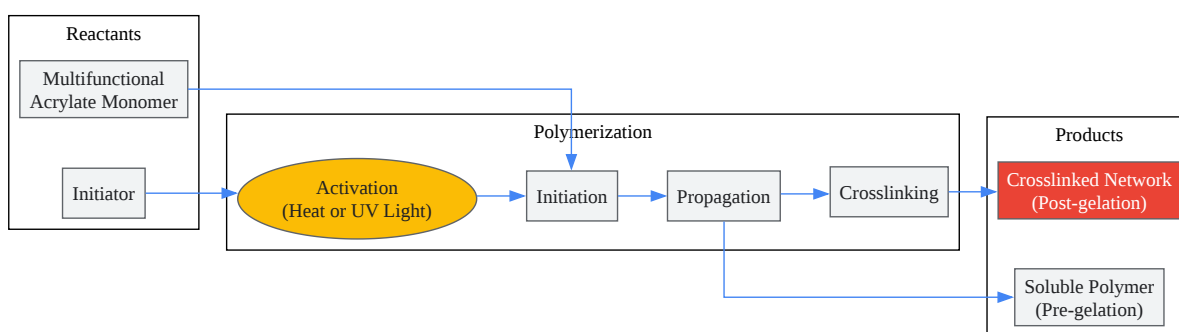 Reactants
Multifunctional
Acrylate Monomer
Initiator
Polymerization
Activation
(Heat or UV Light)
Initiation
Propagation
Crosslinking
Products
Crosslinked Network
(Post-gelation)
Soluble Polymer
(Pre-gelation)